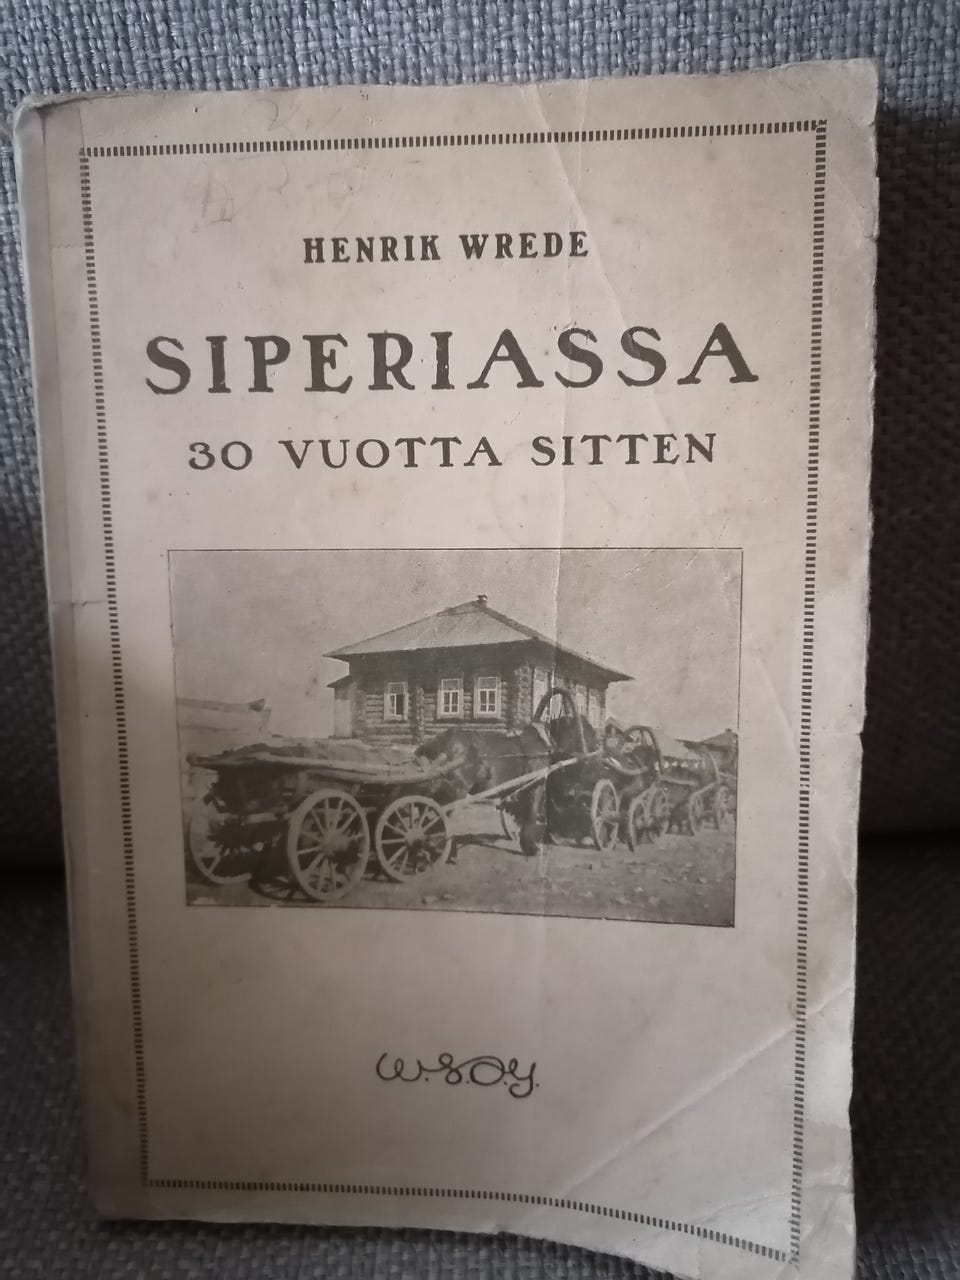 HENRIK WREDE
SIPERIASSA
30 VUOTTA SITTEN
W.S.O.Y.